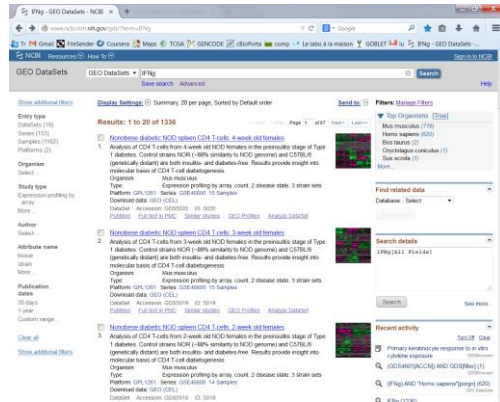 IFNg - GEO DataSets - NCBI
www.ncbi.nlm.nih.gov/gds/?term=IFNg
Google
Gmail FileSender Coursera Maps TCGA GENCODE cBioPorta comp Le labo à la maison GOBLET IFNg - GEO DataSets -...
NCBI Resources How To Sign in to NCBI
GEO DataSets GEO DataSets IFNg Search
Save search Advanced Help
Show additional filters
Entry type
DataSets (18)
Series (153)
Samples (1162)
Platforms (2)
Organism
Select ...
Study type
Expression profiling by array
More ...
Author
Select ...
Attribute name
tissue
strain
More ...
Publication dates
30 days
1 year
Custom range...
Clear all
Show additional filters
Display Settings: Summary, 20 per page, Sorted by Default order Send to:
Results: 1 to 20 of 1336
Page 1 of 67 Next > Last >>
Nonobese diabetic NOD spleen CD4 T-cells: 4-week old females
1. Analysis of CD4 T-cells from 4-week old NOD females in the preinsulitis stage of Type
1 diabetes. Control strains NOR (~88% similarity to NOD genome) and C57BL/6
(genetically distant) are both insulitis- and diabetes-free. Results provide insight into
molecular basis of CD4 T-cell diabetogenesis.
Organism: Mus musculus
Type: Expression profiling by array, count, 2 disease state, 3 strain sets
Platform: GPL1261 Series: GSE46600 14 Samples
Download data: GEO (CEL)
DataSet Accession: GDS5020 ID: 5020
PubMed Full text in PMC Similar studies GEO Profiles Analyze DataSet
Nonobese diabetic NOD spleen CD4 T-cells: 3-week old females
2. Analysis of CD4 T-cells from 3-week old NOD females in the preinsulitis stage of Type
1 diabetes. Control strains NOR (~88% similarity to NOD genome) and C57BL/6
(genetically distant) are both insulitis- and diabetes-free. Results provide insight into
molecular basis of CD4 T-cell diabetogenesis.
Organism: Mus musculus
Type: Expression profiling by array, count, 2 disease state, 3 strain sets
Platform: GPL1261 Series: GSE46600 15 Samples
Download data: GEO (CEL)
DataSet Accession: GDS5019 ID: 5019
PubMed Full text in PMC Similar studies GEO Profiles Analyze DataSet
Nonobese diabetic NOD spleen CD4 T-cells: 2-week old females
3. Analysis of CD4 T-cells from 2-week old NOD females in the preinsulitis stage of Type
1 diabetes. Control strains NOR (~88% similarity to NOD genome) and C57BL/6
(genetically distant) are both insulitis- and diabetes-free. Results provide insight into
molecular basis of CD4 T-cell diabetogenesis.
Organism: Mus musculus
Type: Expression profiling by array, count, 2 disease state, 3 strain sets
Platform: GPL1261 Series: GSE46600 15 Samples
Download data: GEO (CEL)
DataSet Accession: GDS5018 ID: 5018
Filters: Manage Filters
Top Organisms [Tree]
Mus musculus (716)
Homo sapiens (620)
Bos taurus (2)
Oryctolagus cuniculus (1)
Sus scrofa (1)
More...
Find related data
Database: Select
Search details
IFNg[All Fields]
Search See more...
Recent activity
Turn Off Clear
Primary keratinocyte response to in vitro
cytokine exposure
(GDS4601[ACCN]) AND GDS[filter] (1)
(IFNg) AND "Homo sapiens"[porgn] (620)
IFNg (1336)